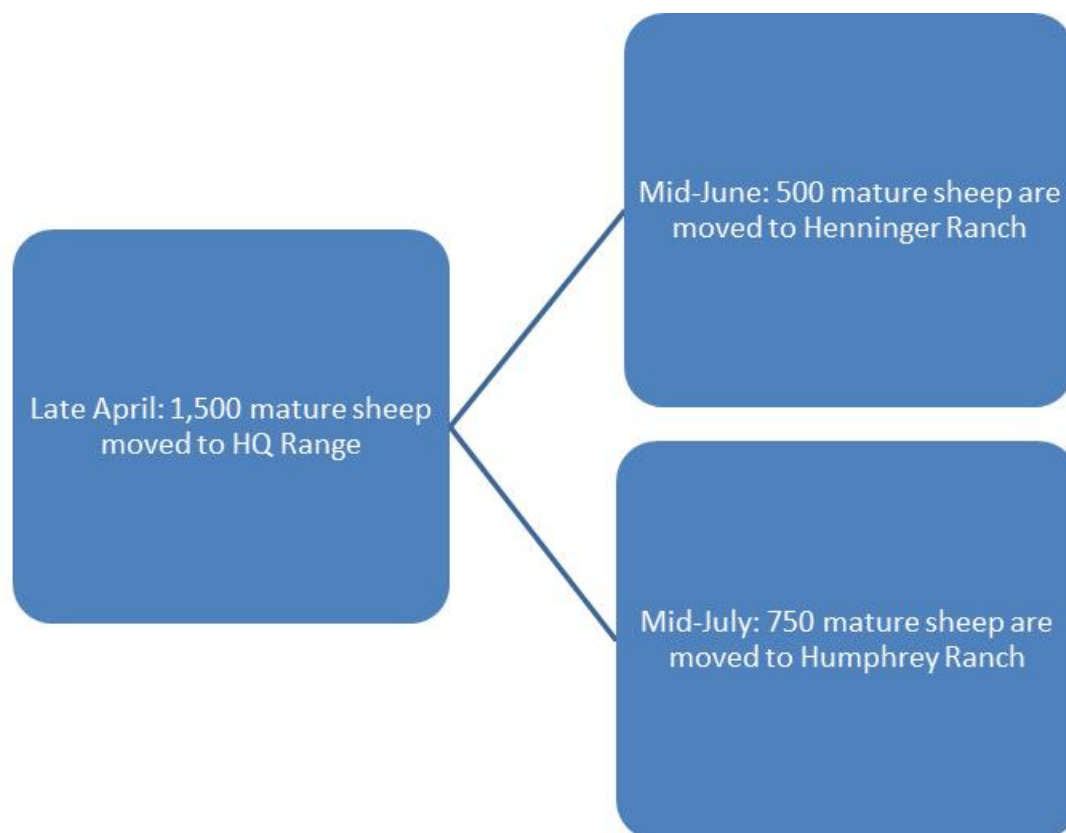 Late April: 1,500 mature sheep
moved to HQ Range
Mid-June: 500 mature sheep are
moved to Henninger Ranch
Mid-July: 750 mature sheep are
moved to Humphrey Ranch